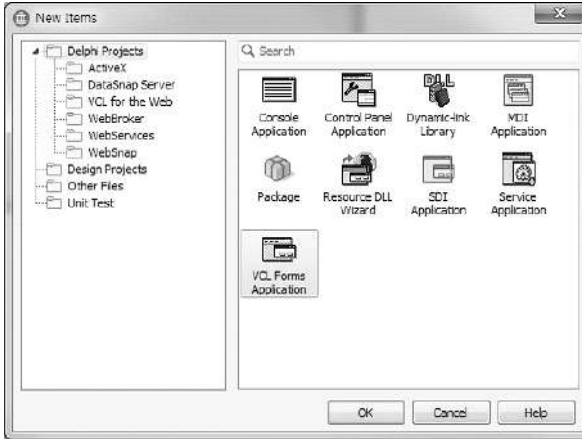 New Items
Delphi Projects
ActiveX
DataSnap Server
VCL for the Web
WebBroker
WebServices
WebSnap
Design Projects
Other Files
Unit Test
Search
Console
Application
Control Panel
Application
Dynamic-link
Library
MDI
Application
Package
Resource DLL
Wizard
SDI
Application
Service
Application
VCL Forms
Application
OK
Cancel
Help